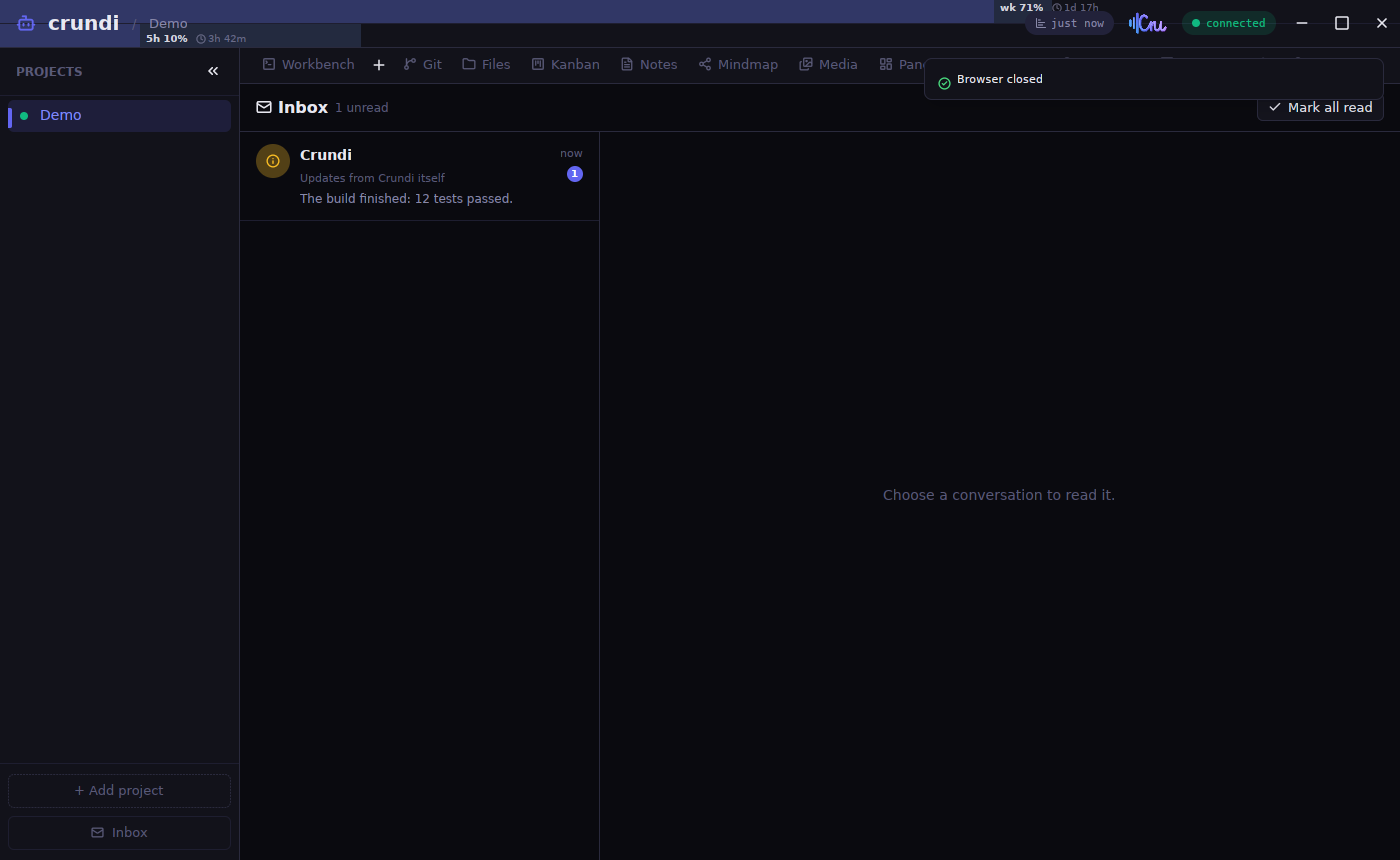 wk 71% 1d 17h
crundi / Demo
just now
Cru
connected
5h 10% 3h 42m
PROJECTS
Workbench
Git
Files
Kanban
Notes
Mindmap
Media
Browser closed
Demo
Inbox 1 unread
Mark all read
Crundi
now
Updates from Crundi itself
1
The build finished: 12 tests passed.
Choose a conversation to read it.
+ Add project
Inbox